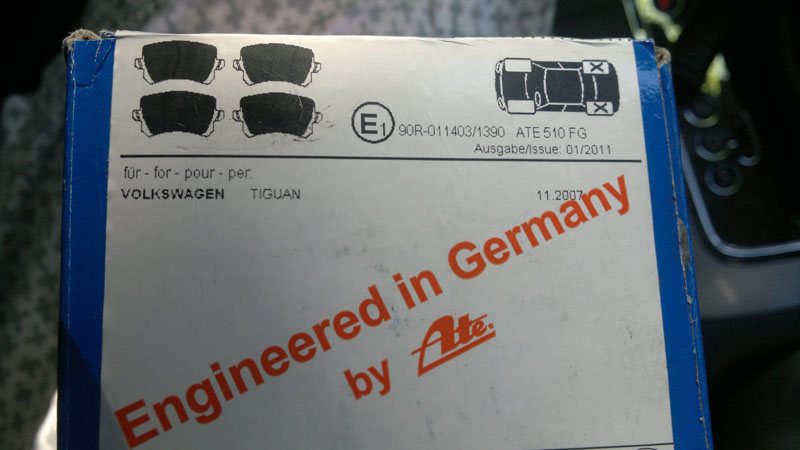 E1 90R-011403/1390 ATE 510 FG
Ausgabe/Issue: 01/2011
für - for - pour - per:
VOLKSWAGEN TIGUAN 11.2007
Engineered in Germany
by Ate.